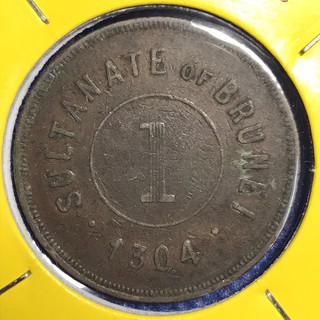 SULTANATE OF BRUNEI
1
1304